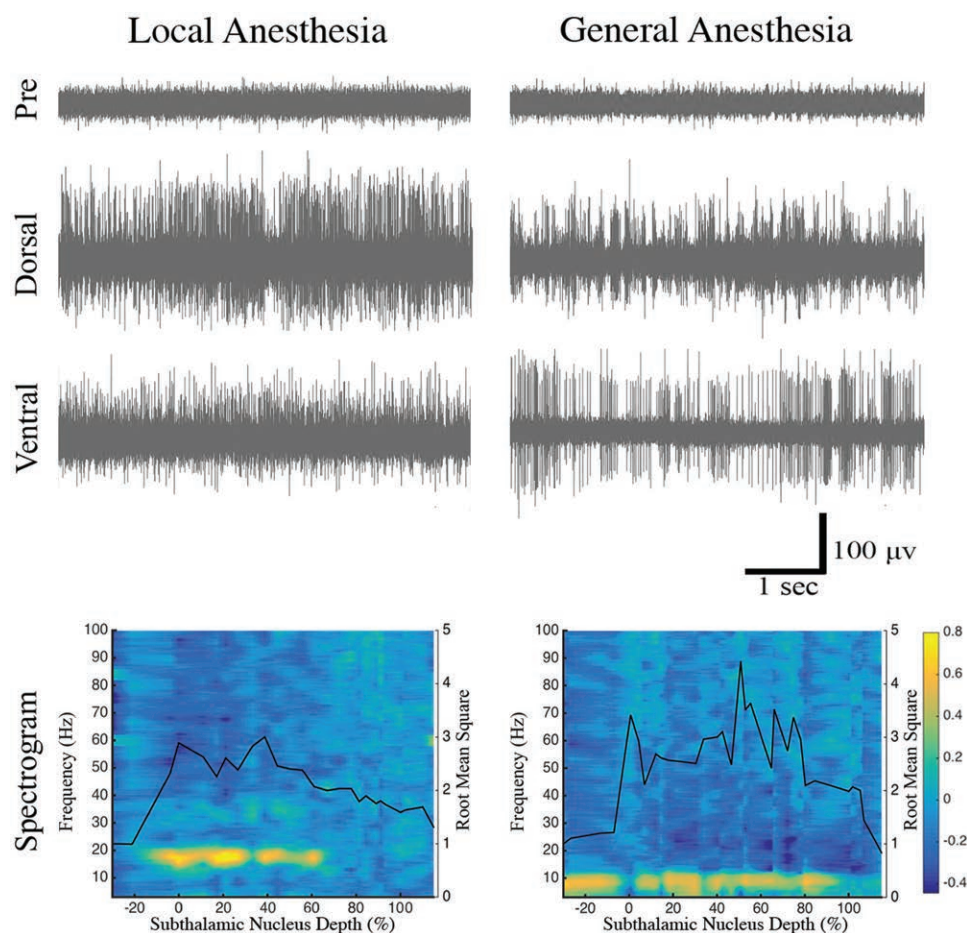 Local Anesthesia
General Anesthesia
Pre
Dorsal
Ventral
100 μv
1 sec
Spectrogram
Frequency (Hz)
100
90
80
70
60
50
40
30
20
10
5
4
3
2
1
0
Root Mean Square
-20 0 20 40 60 80 100
Subthalamic Nucleus Depth (%)
Frequency (Hz)
100
90
80
70
60
50
40
30
20
10
5
4
3
2
1
0
Root Mean Square
-20 0 20 40 60 80 100
Subthalamic Nucleus Depth (%)
0.8
0.6
0.4
0.2
0
-0.2
-0.4